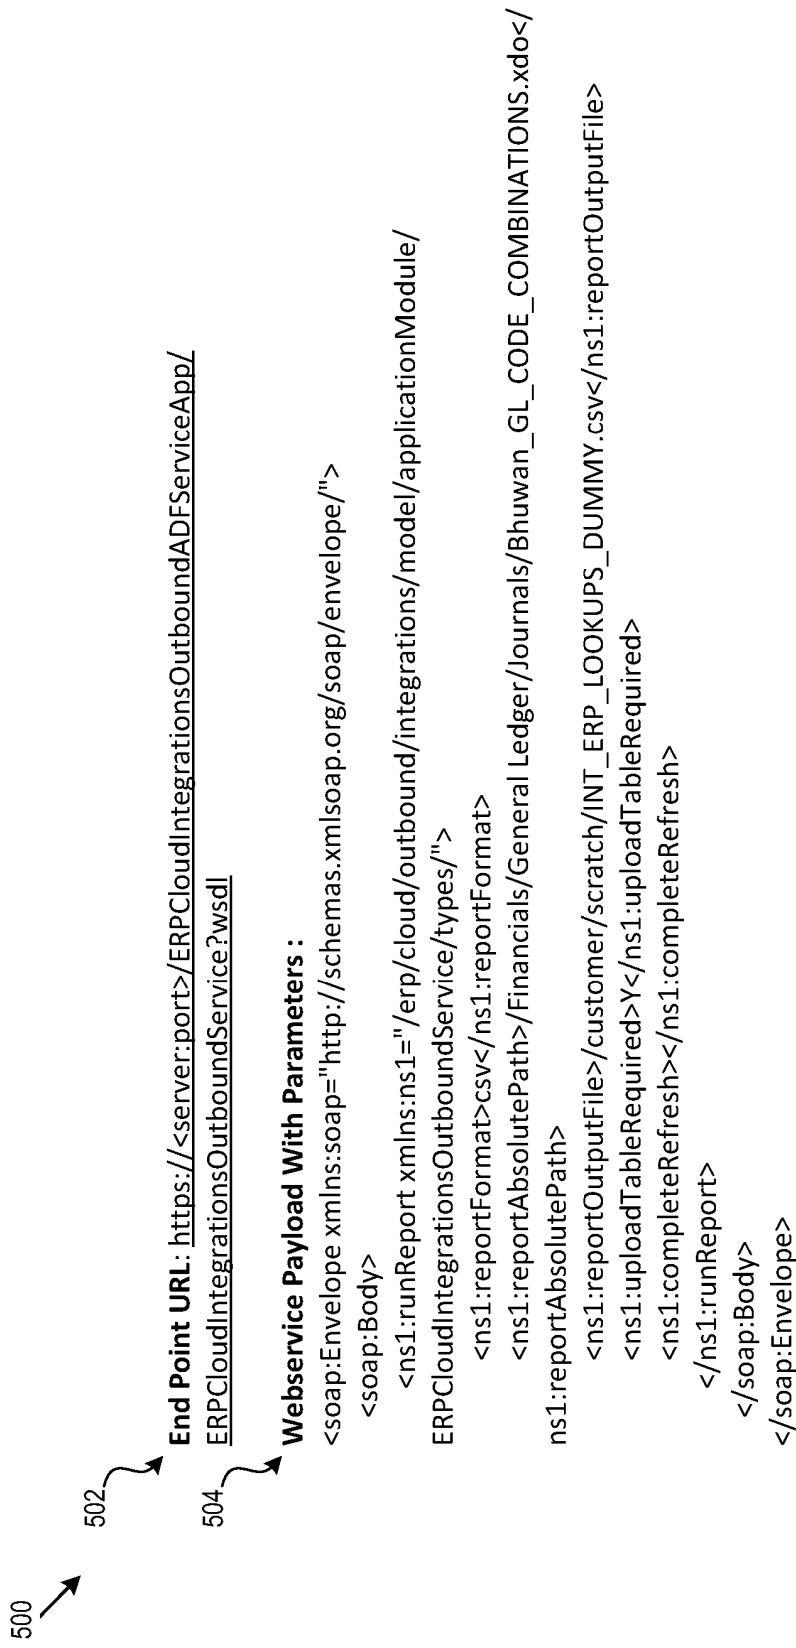 500
502
End Point URL: https://<server:port>/ERPCloudIntegrationsOutboundADFServiceApp/
ERPCloudIntegrationsOutboundService?wsdl
504
Webservice Payload With Parameters :
<soap:Envelope xmlns:soap="http://schemas.xmlsoap.org/soap/envelope/">
<soap:Body>
<ns1:runReport xmlns:ns1="/erp/cloud/outbound/integrations/model/applicationModule/
ERPCloudIntegrationsOutboundService/types/">
<ns1:reportFormat>csv</ns1:reportFormat>
<ns1:reportAbsolutePath>/Financials/General Ledger/Journals/Bhuwan_GL_CODE_COMBINATIONS.xdo</
ns1:reportAbsolutePath>
<ns1:reportOutputFile>/customer/scratch/INT_ERP_LOOKUPS_DUMMY.csv</ns1:reportOutputFile>
<ns1:uploadTableRequired>Y</ns1:uploadTableRequired>
<ns1:completeRefresh></ns1:completeRefresh>
</ns1:runReport>
</soap:Body>
</soap:Envelope>